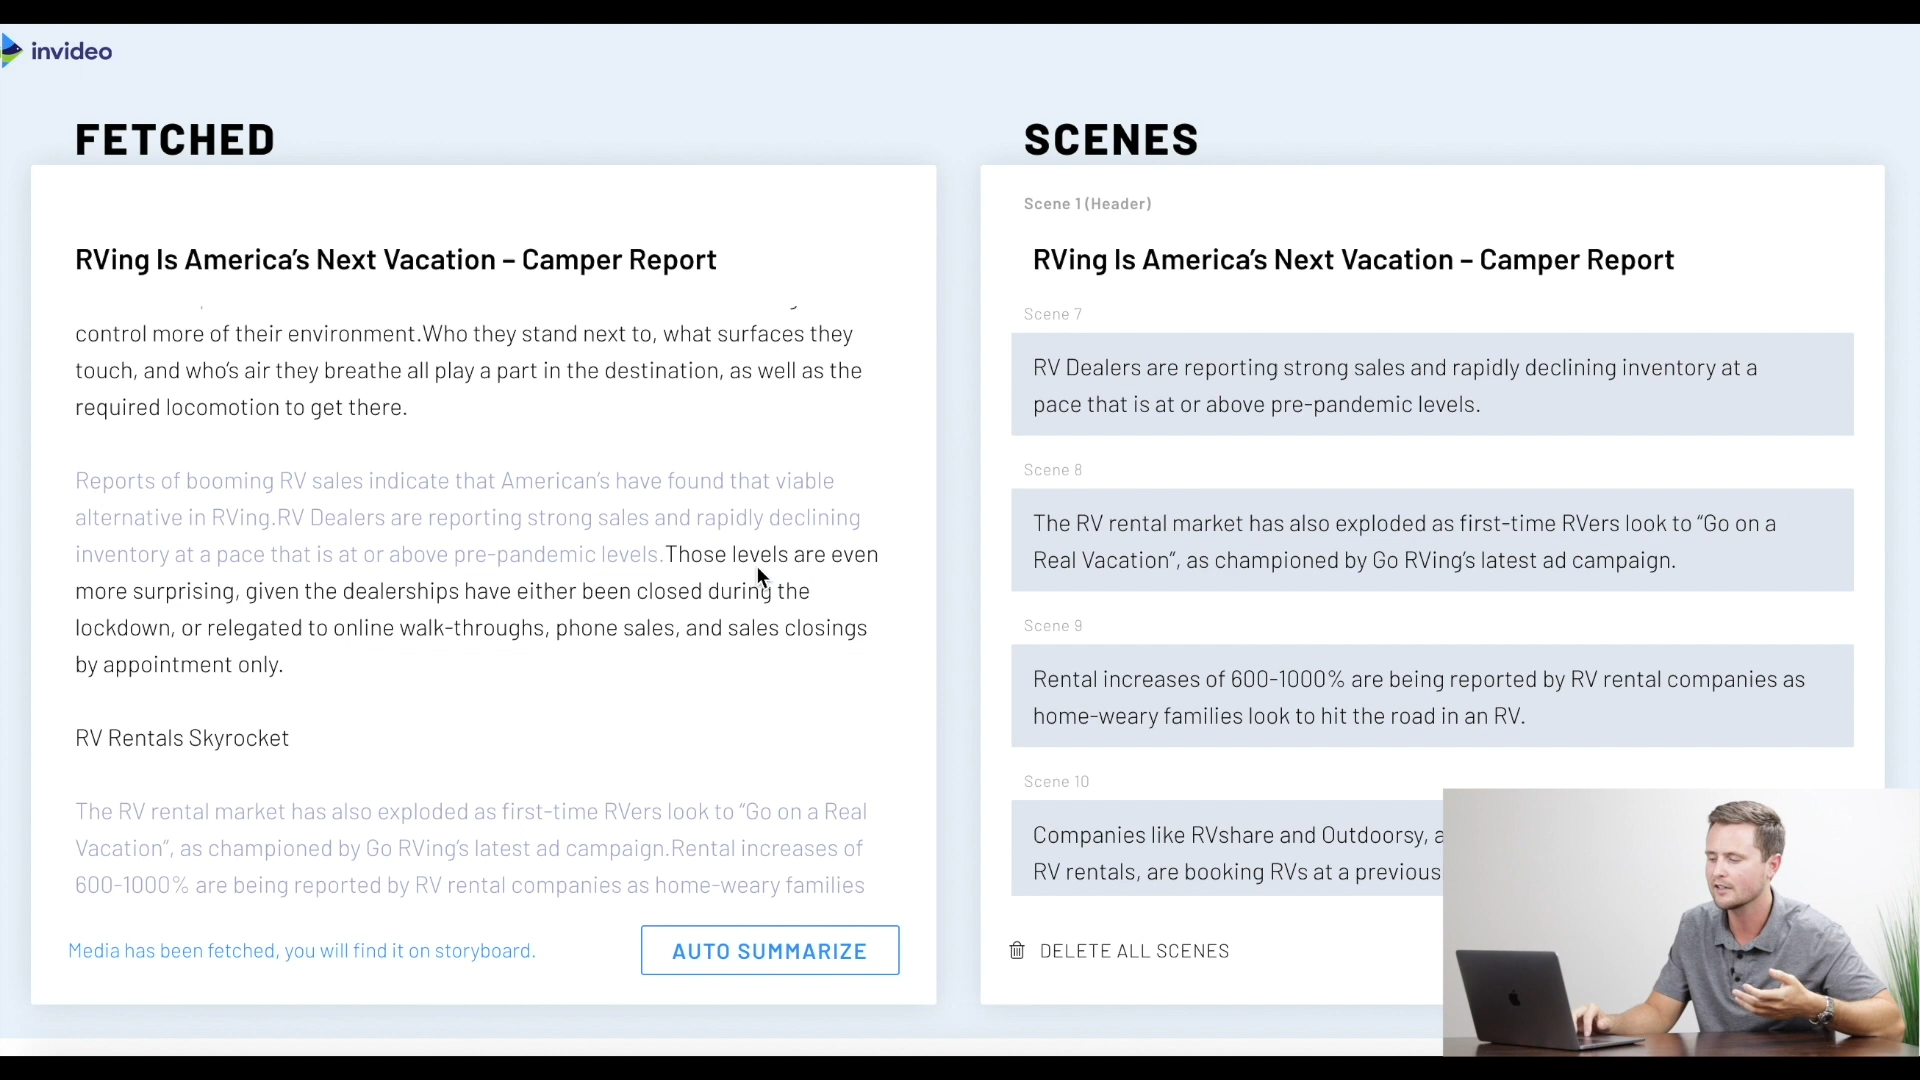 invideo
FETCHED
RVing Is America's Next Vacation – Camper Report
control more of their environment.Who they stand next to, what surfaces they
touch, and who's air they breathe all play a part in the destination, as well as the
required locomotion to get there.
Reports of booming RV sales indicate that American's have found that viable
alternative in RVing.RV Dealers are reporting strong sales and rapidly declining
inventory at a pace that is at or above pre-pandemic levels.Those levels are even
more surprising, given the dealerships have either been closed during the
lockdown, or relegated to online walk-throughs, phone sales, and sales closings
by appointment only.
RV Rentals Skyrocket
The RV rental market has also exploded as first-time RVers look to “Go on a Real
Vacation”, as championed by Go RVing's latest ad campaign.Rental increases of
600-1000% are being reported by RV rental companies as home-weary families
Media has been fetched, you will find it on storyboard.
AUTO SUMMARIZE
SCENES
Scene 1 (Header)
RVing Is America's Next Vacation – Camper Report
Scene 7
RV Dealers are reporting strong sales and rapidly declining inventory at a
pace that is at or above pre-pandemic levels.
Scene 8
The RV rental market has also exploded as first-time RVers look to “Go on a
Real Vacation”, as championed by Go RVing's latest ad campaign.
Scene 9
Rental increases of 600-1000% are being reported by RV rental companies as
home-weary families look to hit the road in an RV.
Scene 10
Companies like RVshare and Outdoorsy, a
RV rentals, are booking RVs at a previous
DELETE ALL SCENES